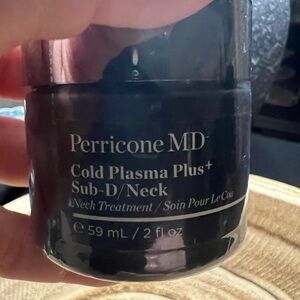 Perricone MD
Cold Plasma Plus+
Sub-D/Neck
Neck Treatment / Soin Pour Le Cou
℮ 59 mL / 2 fl oz